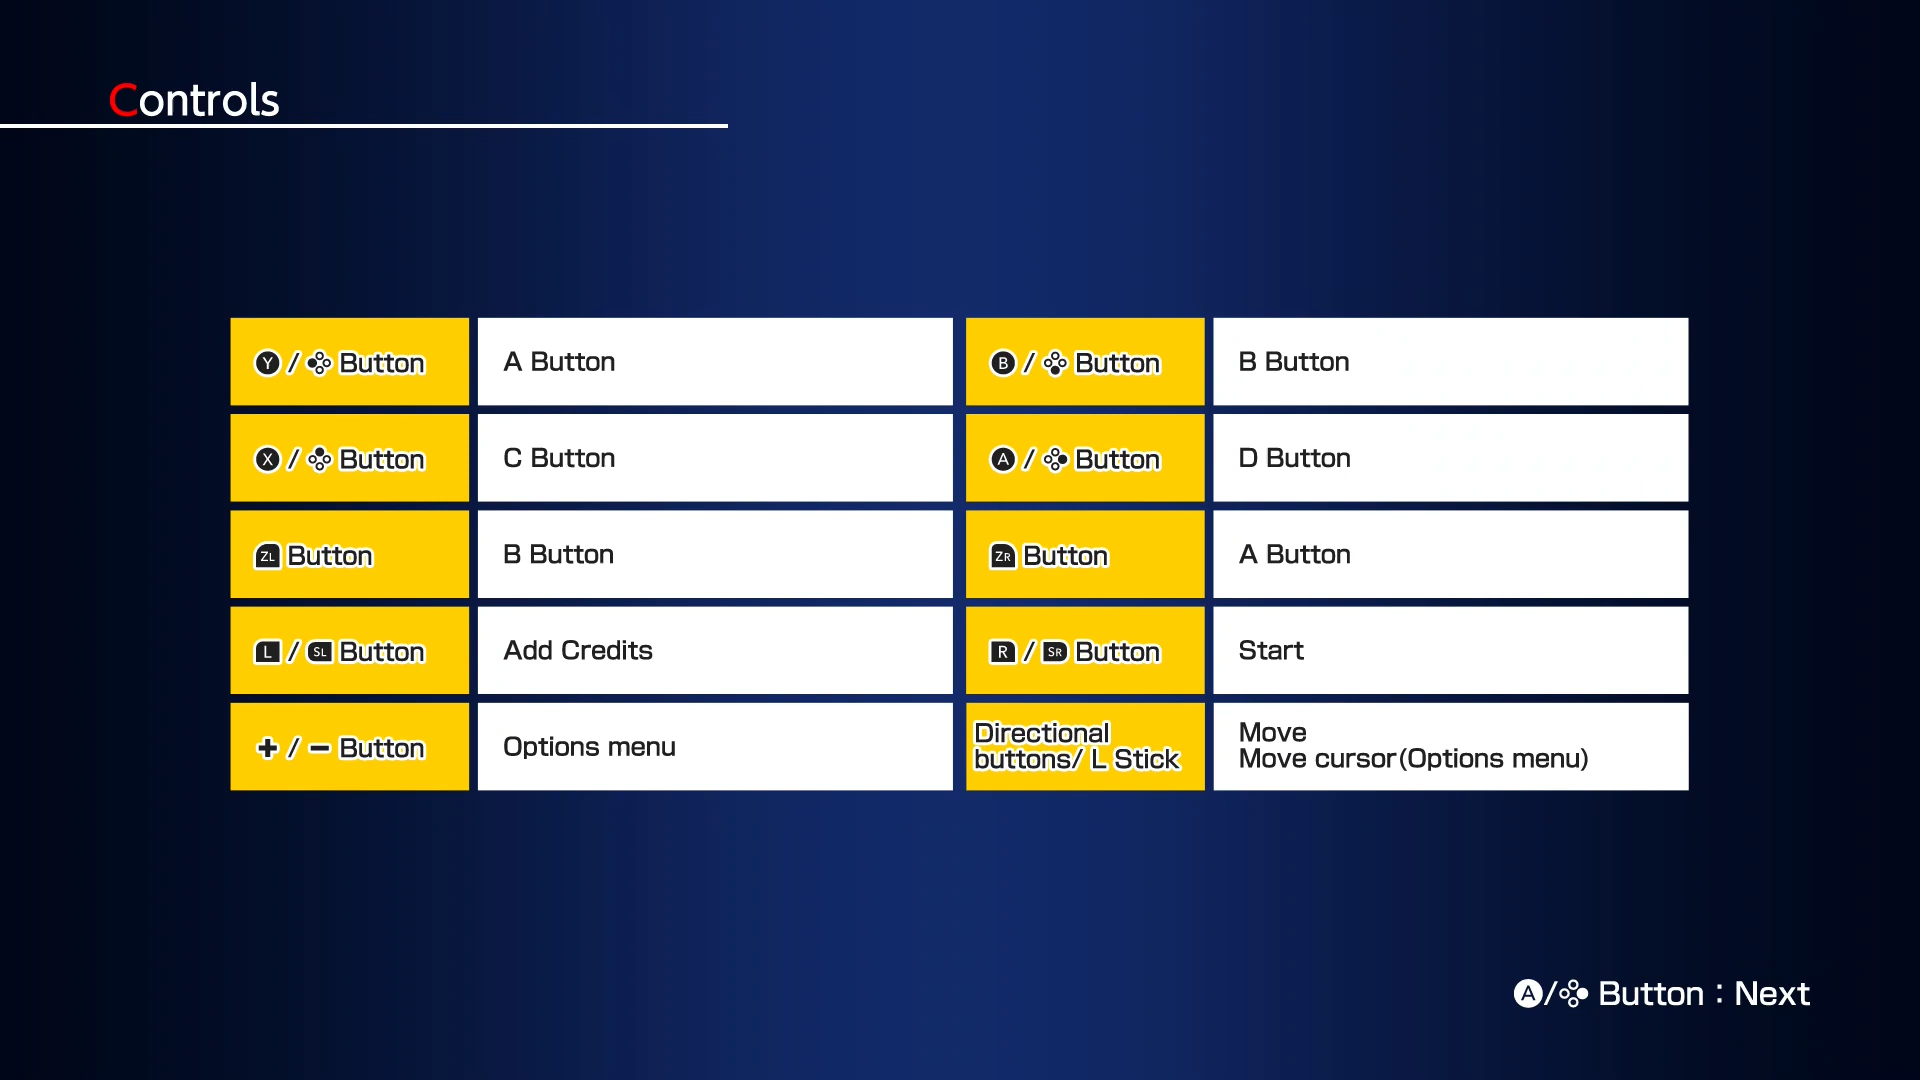 Controls
Y / Button A Button B / Button B Button
X / Button C Button A / Button D Button
ZL Button B Button ZR Button A Button
L / SL Button Add Credits R / SR Button Start
+ / − Button Options menu Directional buttons/ L Stick Move
Move cursor(Options menu)
A/ Button : Next